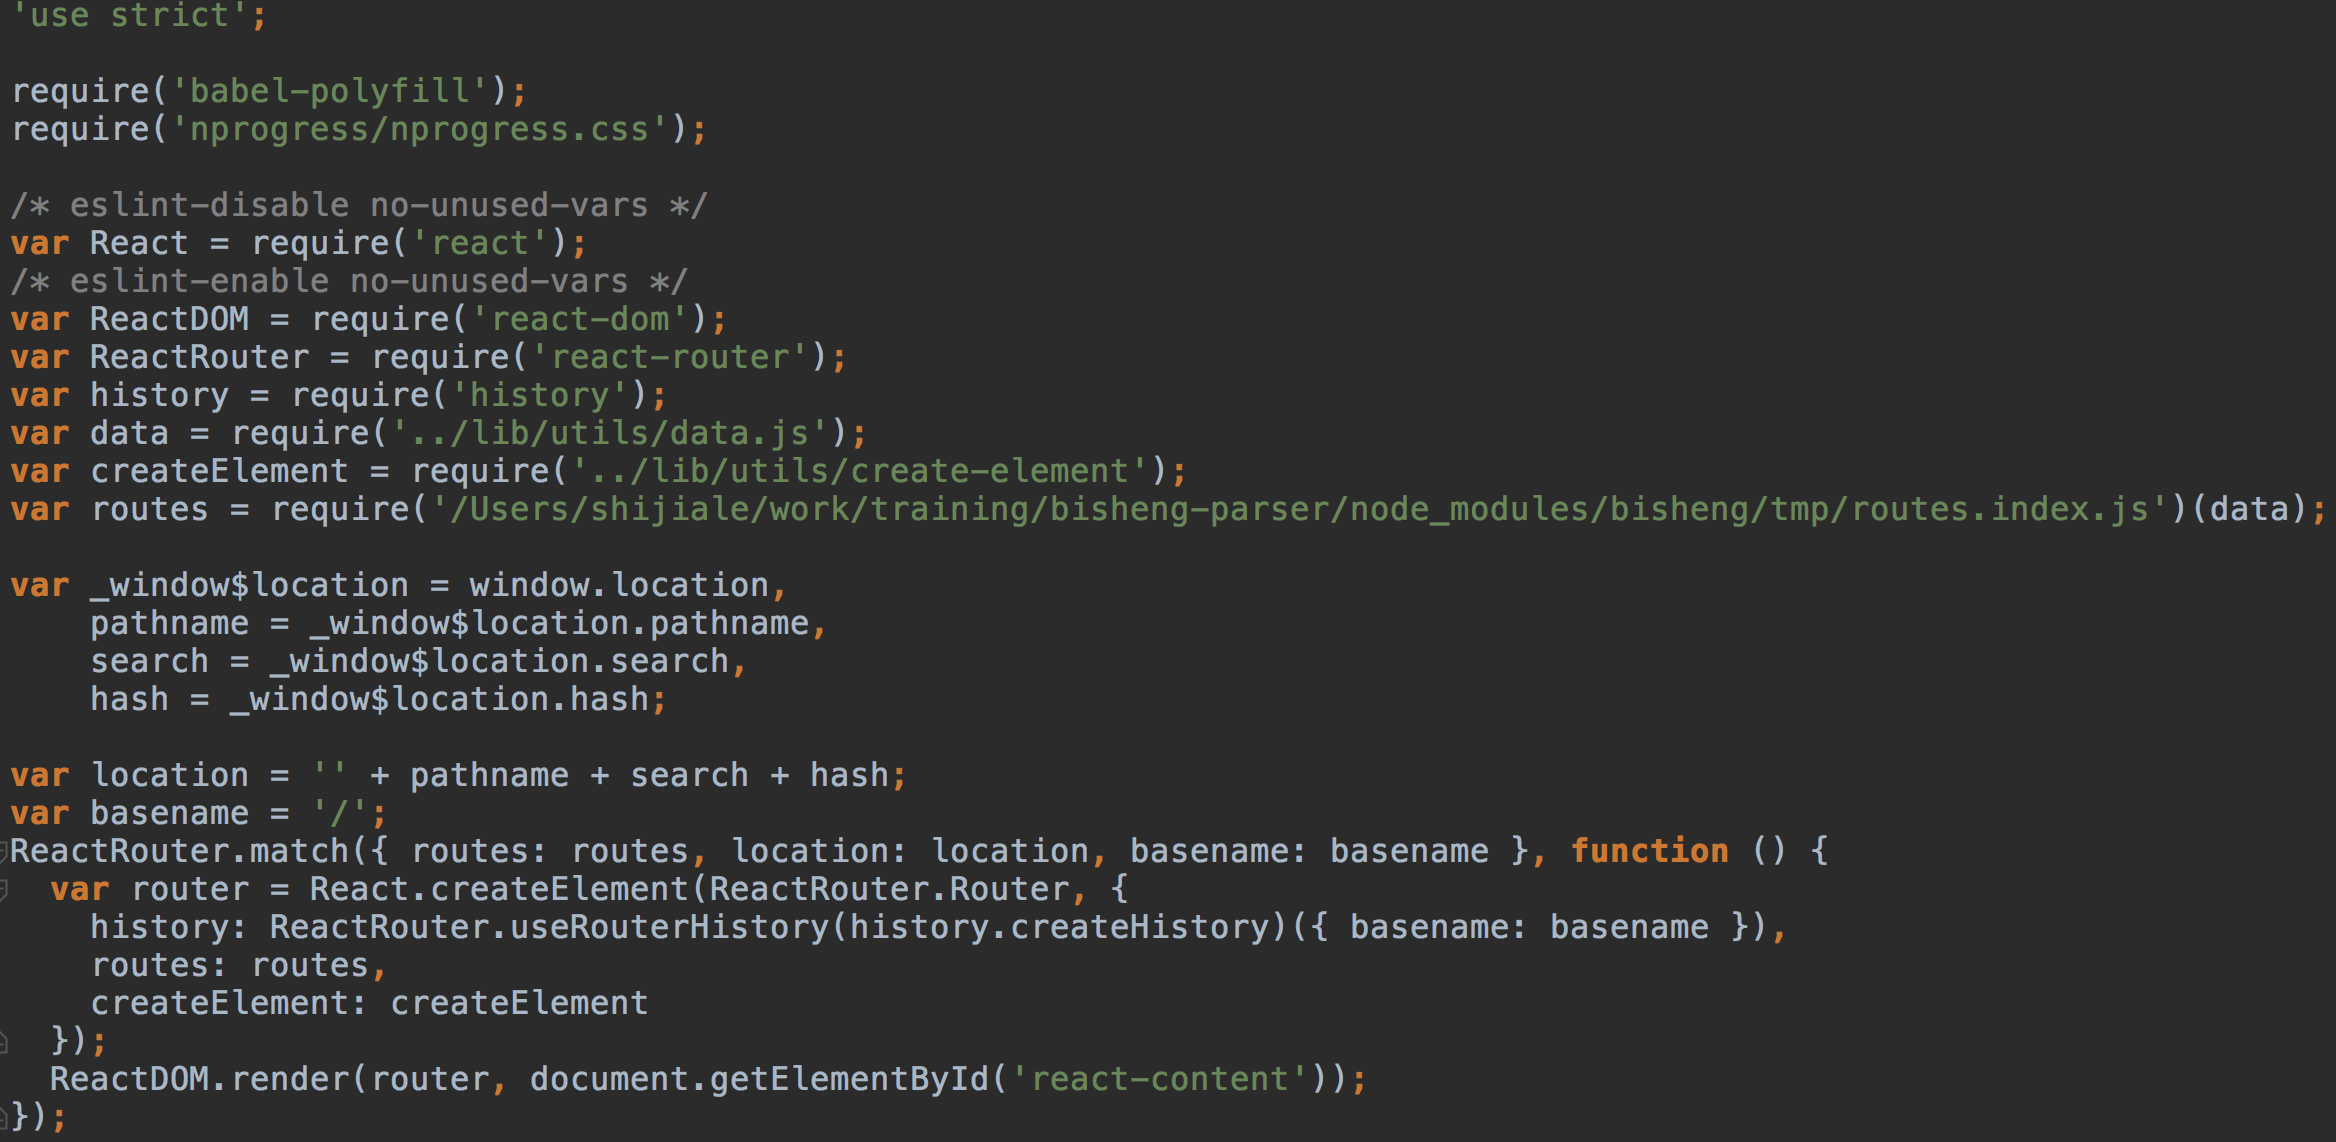 'use strict';
require('babel-polyfill');
require('nprogress/nprogress.css');
/* eslint-disable no-unused-vars */
var React = require('react');
/* eslint-enable no-unused-vars */
var ReactDOM = require('react-dom');
var ReactRouter = require('react-router');
var history = require('history');
var data = require('../lib/utils/data.js');
var createElement = require('../lib/utils/create-element');
var routes = require('/Users/shijiale/work/training/bisheng-parser/node_modules/bisheng/tmp/routes.index.js')(data);
var _window$location = window.location,
    pathname = _window$location.pathname,
    search = _window$location.search,
    hash = _window$location.hash;
var location = '' + pathname + search + hash;
var basename = '/';
ReactRouter.match({ routes: routes, location: location, basename: basename }, function () {
  var router = React.createElement(ReactRouter.Router, {
    history: ReactRouter.useRouterHistory(history.createHistory)({ basename: basename }),
    routes: routes,
    createElement: createElement
  });
  ReactDOM.render(router, document.getElementById('react-content'));
});